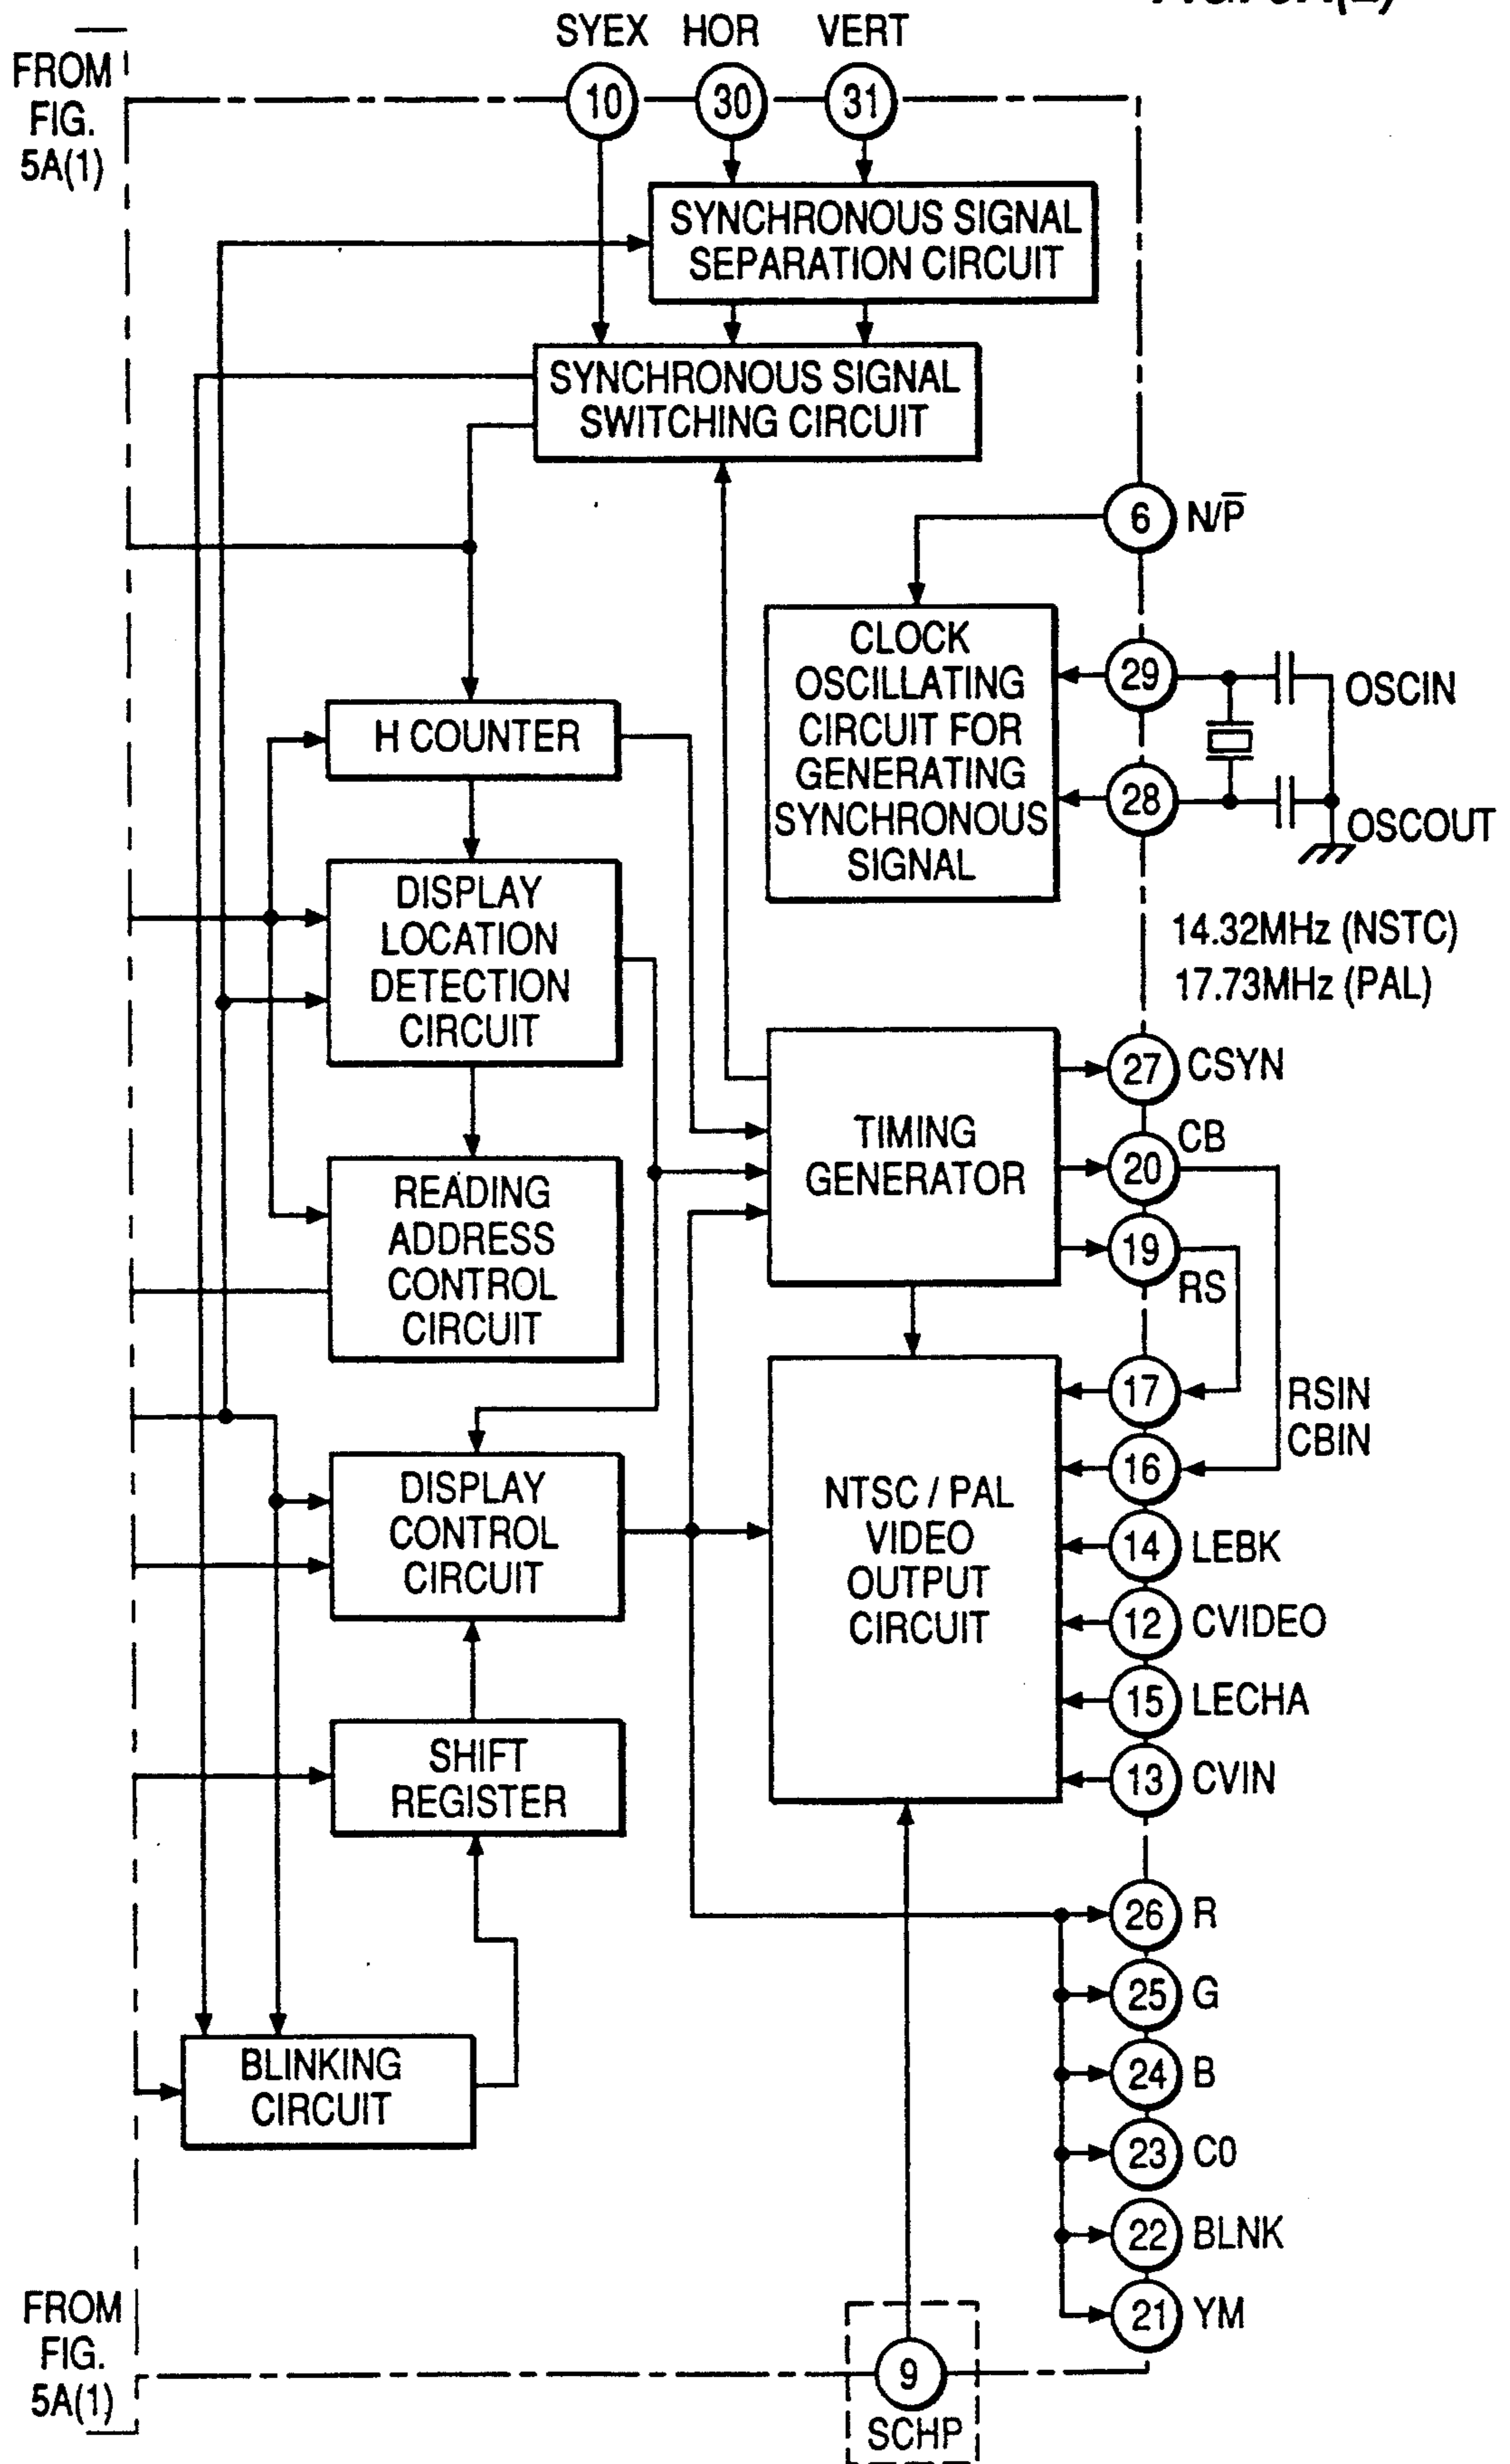 SYEX HOR VERT
FROM
FIG.
5A(1)
10 30 31
SYNCHRONOUS SIGNAL
SEPARATION CIRCUIT
SYNCHRONOUS SIGNAL
SWITCHING CIRCUIT
6 N/P̅
CLOCK
OSCILLATING
CIRCUIT FOR
GENERATING
SYNCHRONOUS
SIGNAL
29
OSCIN
28
OSCOUT
14.32MHz (NSTC)
17.73MHz (PAL)
H COUNTER
DISPLAY
LOCATION
DETECTION
CIRCUIT
READING
ADDRESS
CONTROL
CIRCUIT
TIMING
GENERATOR
27 CSYN
CB
20
19
RS
17
RSIN
CBIN
16
DISPLAY
CONTROL
CIRCUIT
NTSC / PAL
VIDEO
OUTPUT
CIRCUIT
14 LEBK
12 CVIDEO
15 LECHA
13 CVIN
SHIFT
REGISTER
BLINKING
CIRCUIT
26 R
25 G
24 B
23 C0
22 BLNK
21 YM
FROM
FIG.
5A(1)
9
SCHP